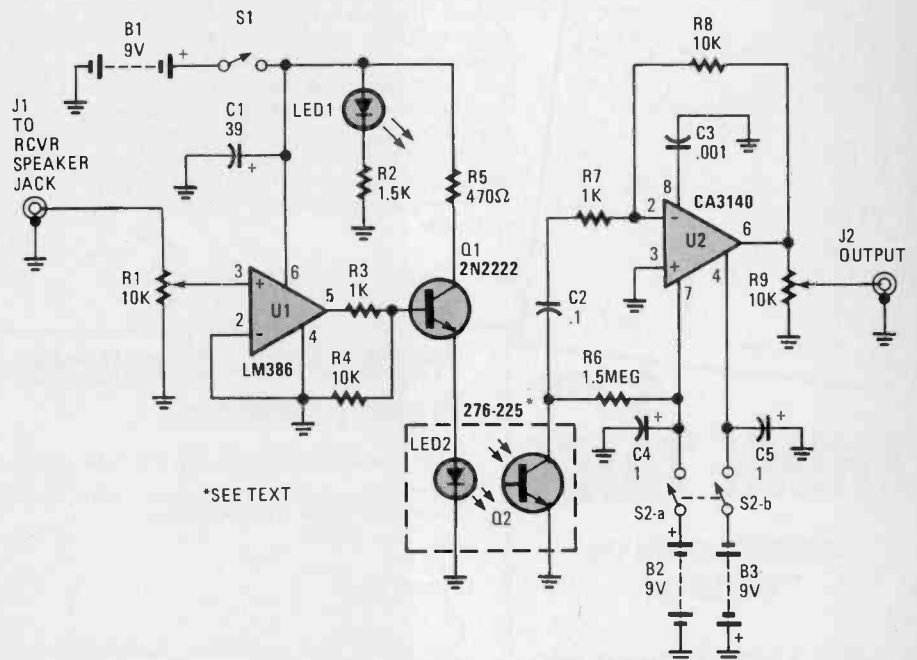 S1
B1
9V
+
R8
10K
J1
TO
RCVR
SPEAKER
JACK
C1
39
+
LED1
R2
1.5K
R5
470Ω
C3
.001
R7
1K
8
CA3140
2
-
U2
6
3
+
4
7
J2
OUTPUT
R9
10K
Q1
2N2222
R1
10K
3
+
6
U1
5
2
-
4
LM386
R3
1K
R4
10K
C2
.1
R6
1.5MEG
276-225*
LED2
Q2
*SEE TEXT
+
C4
1
+
C5
1
S2-a
S2-b
+
B2
9V
B3
9V
+